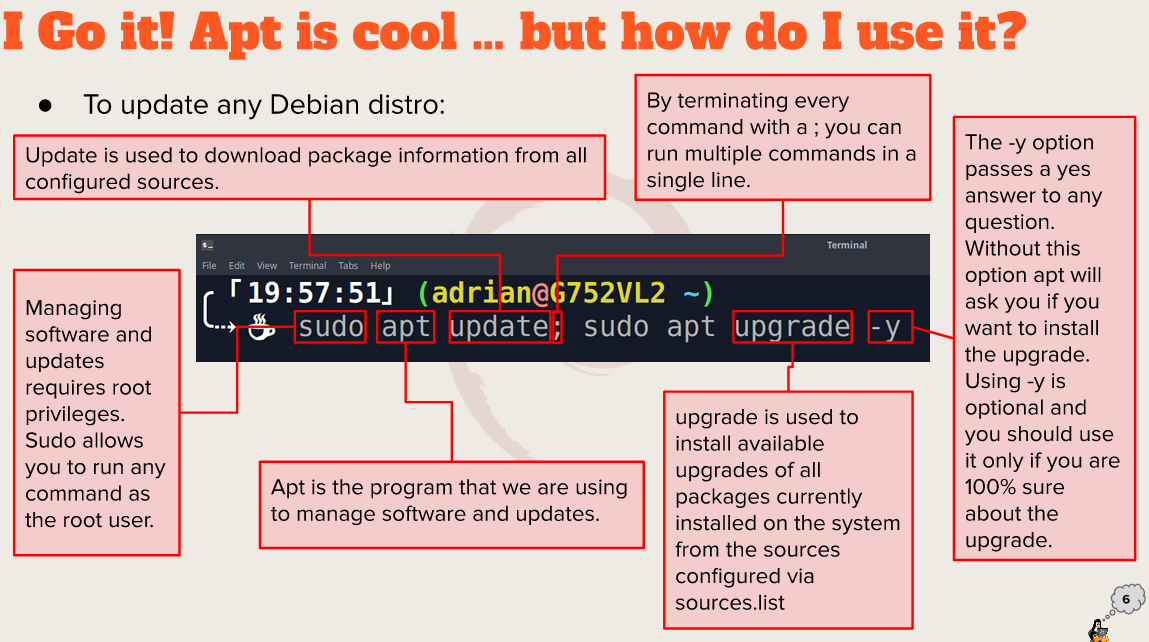 I Go it! Apt is cool ... but how do I use it?
● To update any Debian distro:
By terminating every
command with a ; you can
run multiple commands in a
single line.
Update is used to download package information from all
configured sources.
The -y option
passes a yes
answer to any
question.
Without this
option apt will
ask you if you
want to install
the upgrade.
Using -y is
optional and
you should use
it only if you are
100% sure
about the
upgrade.
$_
Terminal
File Edit View Terminal Tabs Help
「19:57:51」 (adrian@G752VL2 ~)
sudo apt update; sudo apt upgrade -y
Managing
software and
updates
requires root
privileges.
Sudo allows
you to run any
command as
the root user.
Apt is the program that we are using
to manage software and updates.
upgrade is used to
install available
upgrades of all
packages currently
installed on the system
from the sources
configured via
sources.list
6